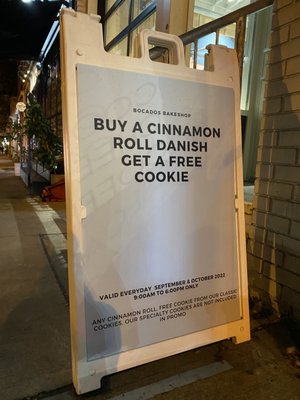 BOCADOS BAKESHOP
BUY A CINNAMON
ROLL DANISH
GET A FREE
COOKIE
VALID EVERYDAY SEPTEMBER & OCTOBER 2022
9:00AM TO 6:00PM ONLY
ANY CINNAMON ROLL. FREE COOKIE FROM OUR CLASSIC
COOKIES. OUR SPECIALTY COOKIES ARE NOT INCLUDED
IN PROMO